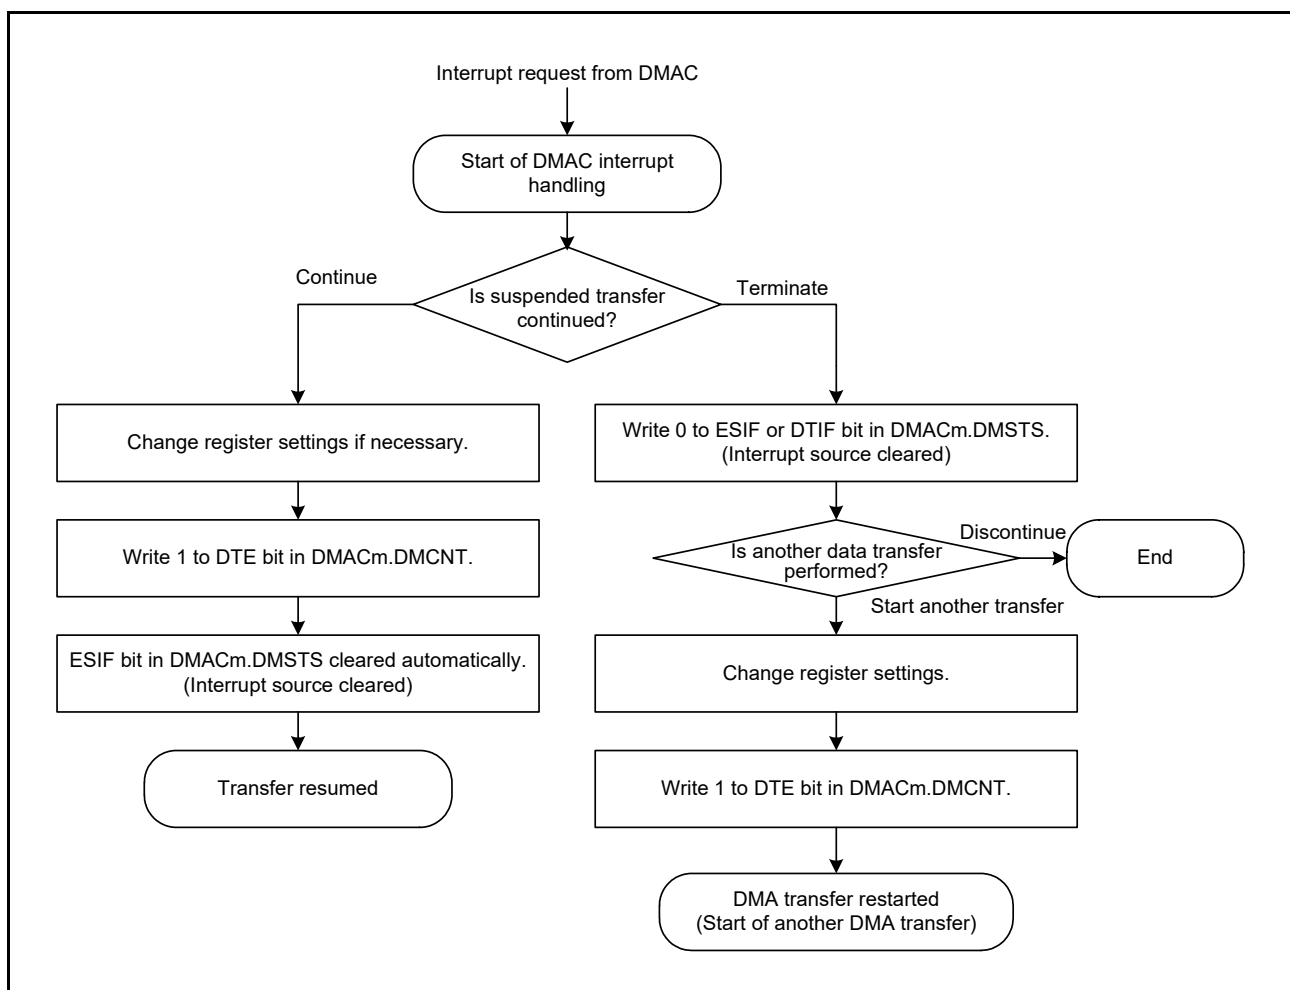 Interrupt request from DMAC
Start of DMAC interrupt
handling
Continue
Is suspended transfer
continued?
Terminate
Change register settings if necessary.
Write 1 to DTE bit in DMACm.DMCNT.
ESIF bit in DMACm.DMSTS cleared automatically.
(Interrupt source cleared)
Transfer resumed
Write 0 to ESIF or DTIF bit in DMACm.DMSTS.
(Interrupt source cleared)
Is another data transfer
performed?
Discontinue
End
Start another transfer
Change register settings.
Write 1 to DTE bit in DMACm.DMCNT.
DMA transfer restarted
(Start of another DMA transfer)